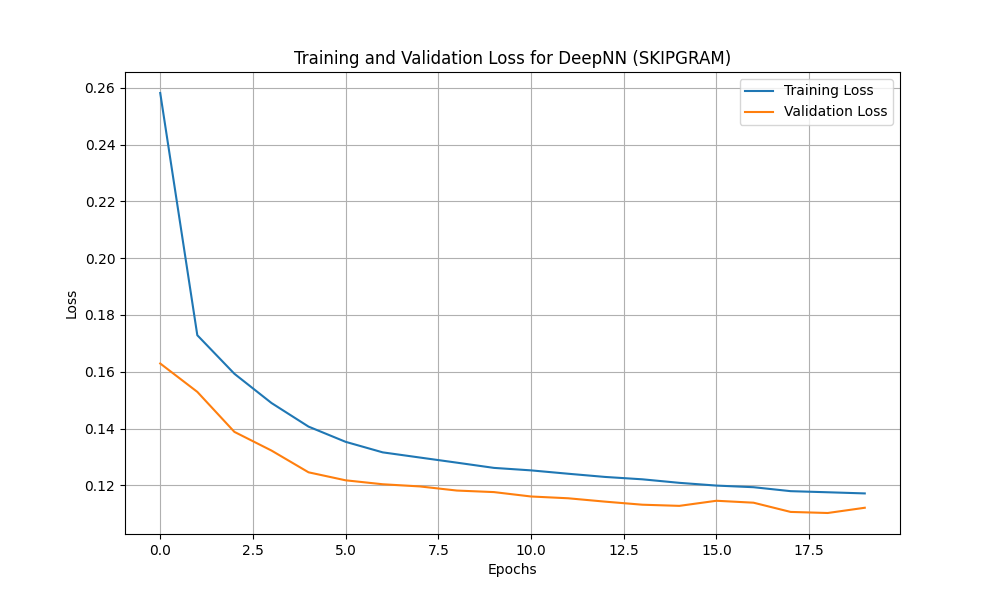 Training and Validation Loss for DeepNN (SKIPGRAM)
Training Loss
Validation Loss
0.26
0.24
0.22
0.20
0.18
0.16
0.14
0.12
Loss
0.0 2.5 5.0 7.5 10.0 12.5 15.0 17.5
Epochs